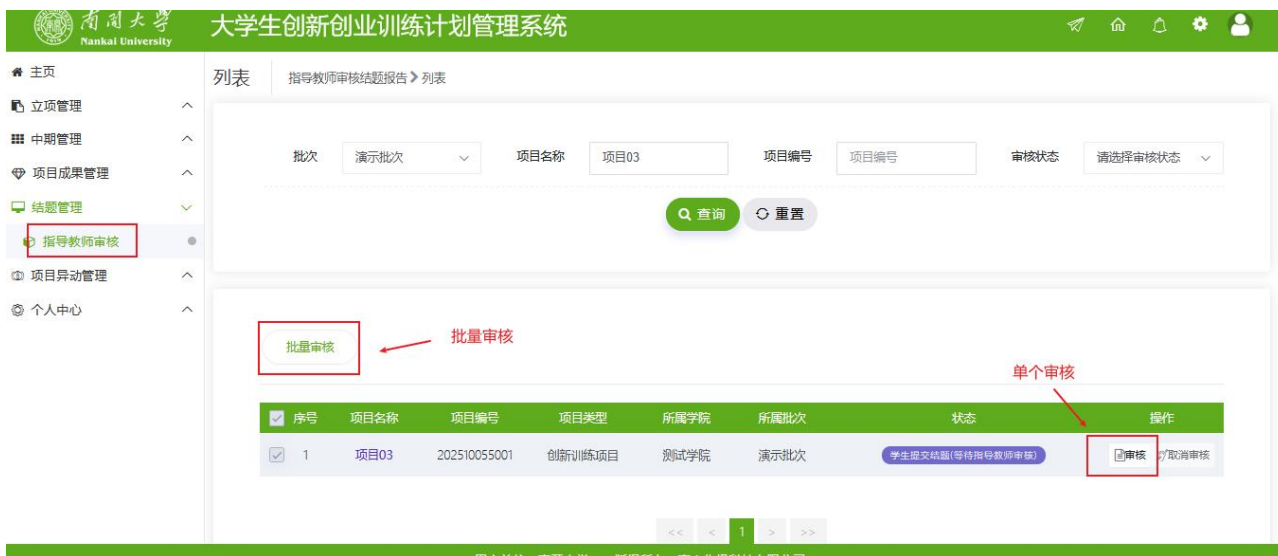 南开大学
Nankai University
大学生创新创业训练计划管理系统
主页
立项管理
中期管理
项目成果管理
结题管理
指导教师审核
项目异动管理
个人中心
列表 指导教师审核结题报告 列表
批次 演示批次 项目名称 项目03 项目编号 项目编号 审核状态 请选择审核状态
查询 重置
批量审核 批量审核
单个审核
序号 项目名称 项目编号 项目类型 所属学院 所属批次 状态 操作
1 项目03 202510055001 创新训练项目 测试学院 演示批次 学生提交结题(等待指导教师审核) 审核 取消审核
<< < 1 > >>